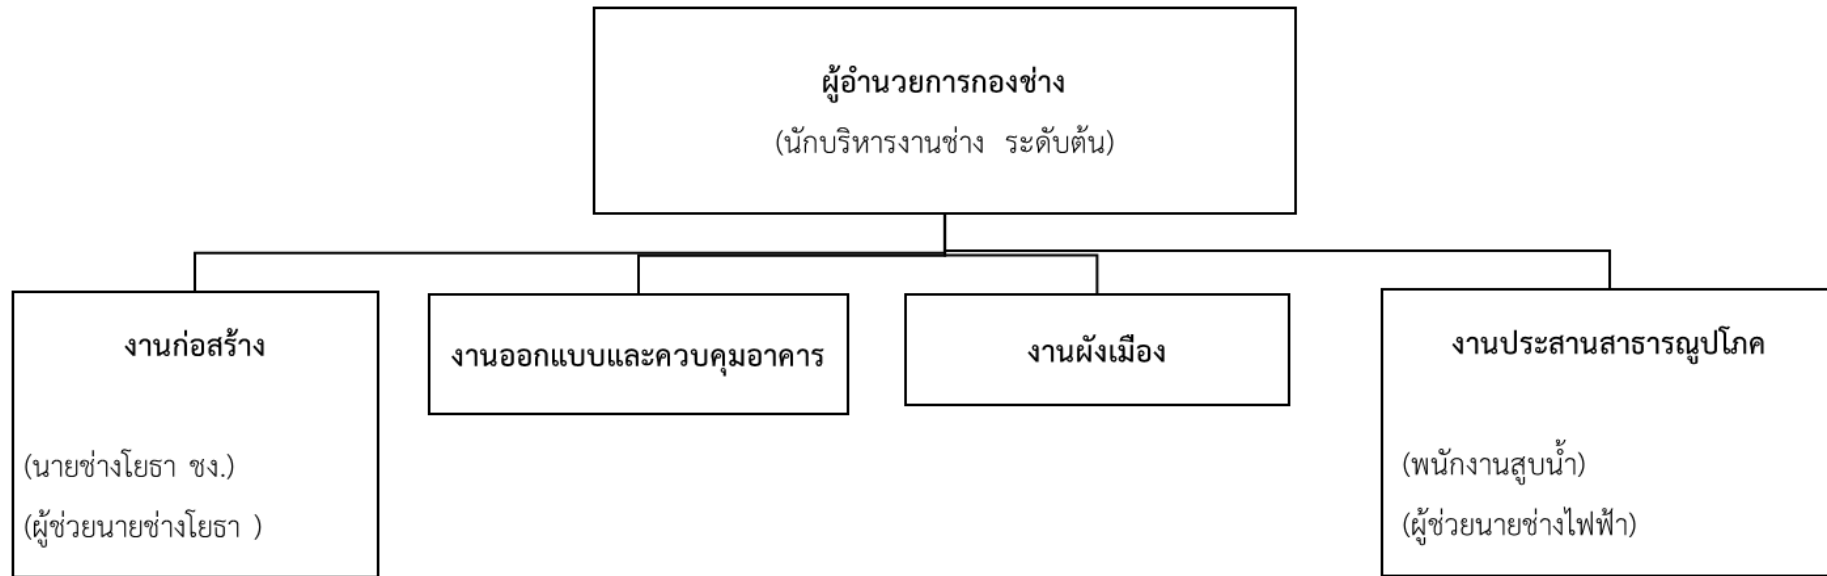 ผู้อำนวยการกองช่าง
(นักบริหารงานช่าง ระดับต้น)
งานก่อสร้าง
(นายช่างโยธา ชง.)
(ผู้ช่วยนายช่างโยธา )
งานออกแบบและควบคุมอาคาร
งานผังเมือง
งานประสานสาธารณูปโภค
(พนักงานสูบน้ำ)
(ผู้ช่วยนายช่างไฟฟ้า)